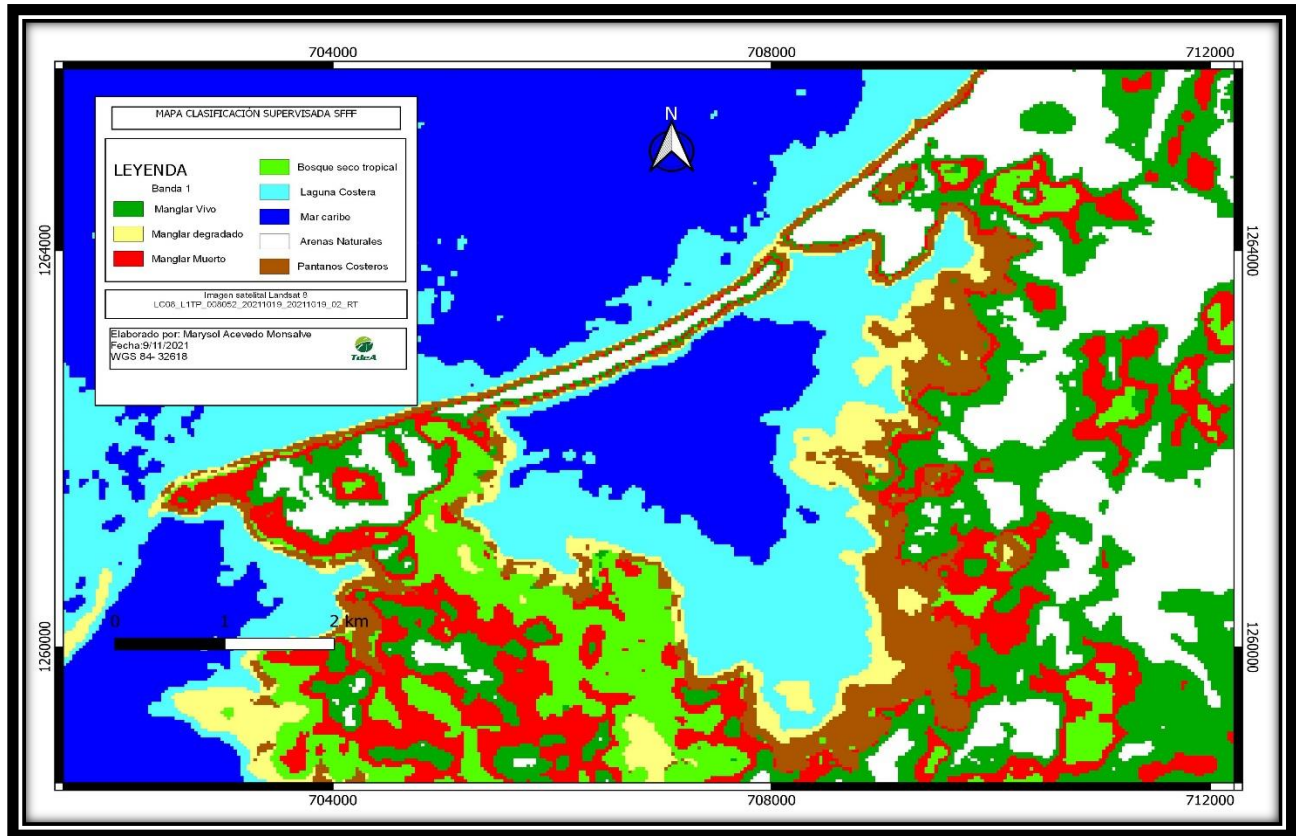 704000
708000
712000
MAPA CLASIFICACIÓN SUPERVISADA SFFF
N
LEYENDA
Banda 1
Manglar Vivo
Manglar degradado
Manglar Muerto
Bosque seco tropical
Laguna Costera
Mar caribe
Arenas Naturales
Pantanos Costeros
Imagen satelital Landsat 8
LC08_L1TP_008052_20211019_20211019_02_RT
Elaborado por: Marysol Acevedo Monsalve
Fecha:9/11/2021
WGS 84- 32618
TdeA
1264000
1264000
0 1 2 km
1260000
1260000
704000
708000
712000